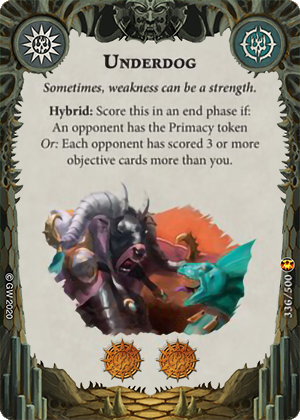 UNDERDOG
Sometimes, weakness can be a strength.
Hybrid: Score this in an end phase if:
An opponent has the Primacy token
Or: Each opponent has scored 3 or more
objective cards more than you.
© GW 2020
336/500